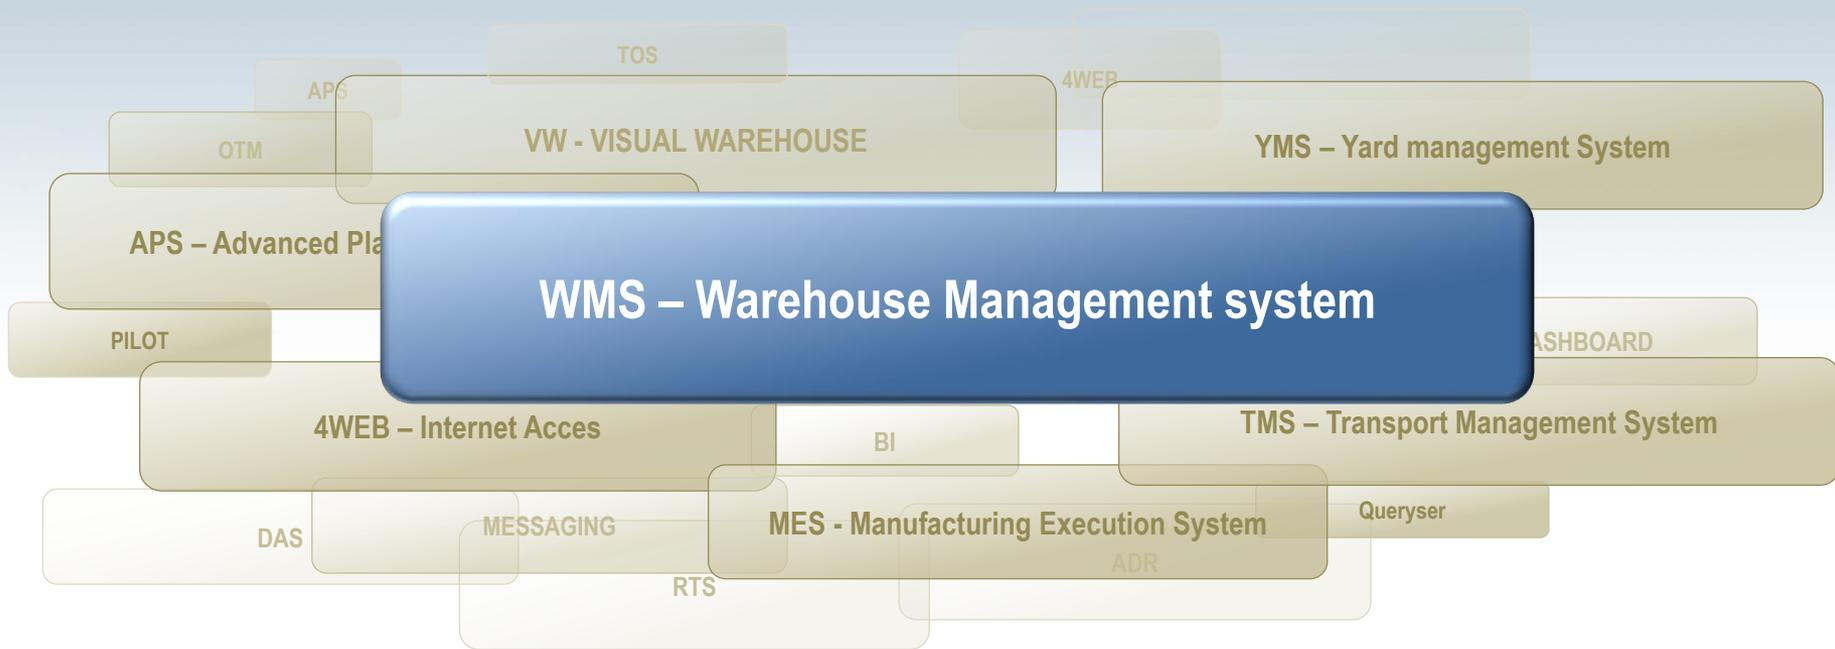 TOS
4WEB
APS
VW - VISUAL WAREHOUSE
YMS – Yard management System
OTM
APS – Advanced
WMS – Warehouse Management system
PILOT
ASHBOARD
4WEB – Internet Acces
TMS – Transport Management System
BI
Queryser
MES - Manufacturing Execution System
MESSAGING
DAS
ADR
RTS